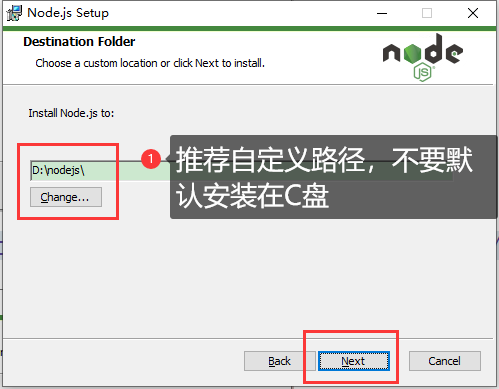 Node.js Setup
Destination Folder
Choose a custom location or click Next to install.
node
JS
Install Node.js to:
1
推荐自定义路径，不要默
认安装在C盘
D:\nodejs\
Change...
Back
Next
Cancel